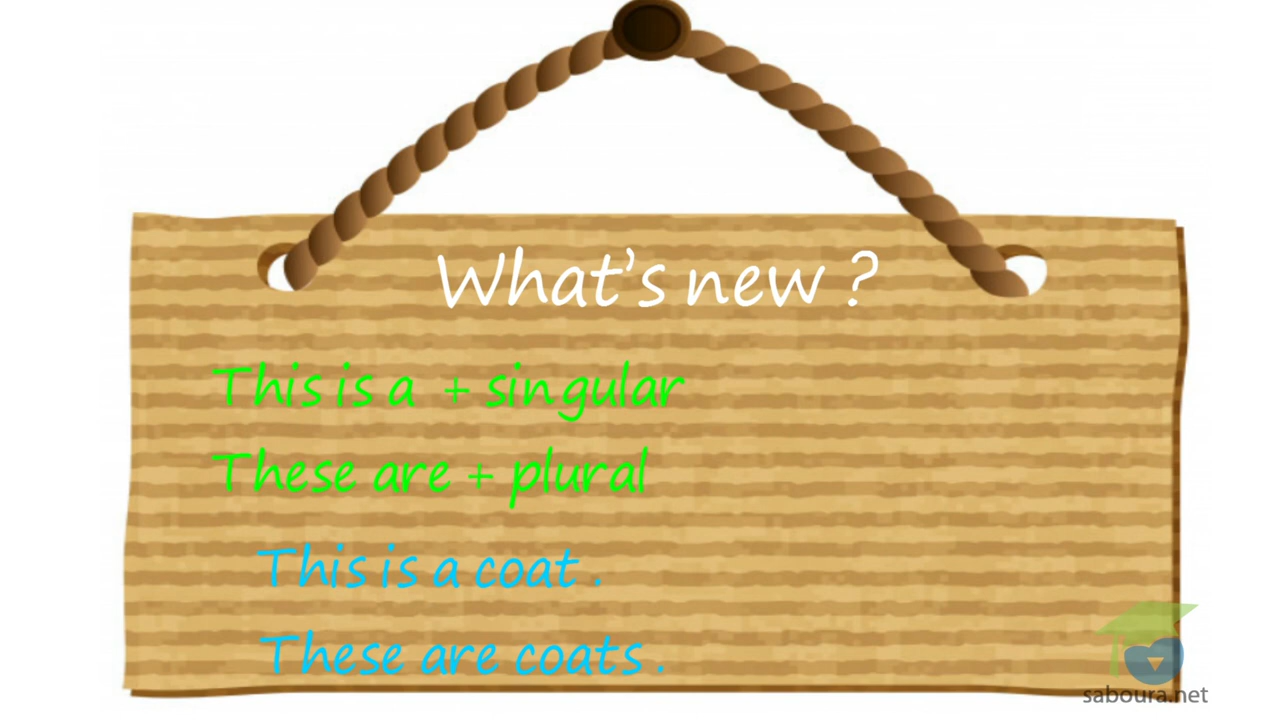 What's new ?
This is a + singular
These are + plural
This is a coat .
These are coats .
saboura.net